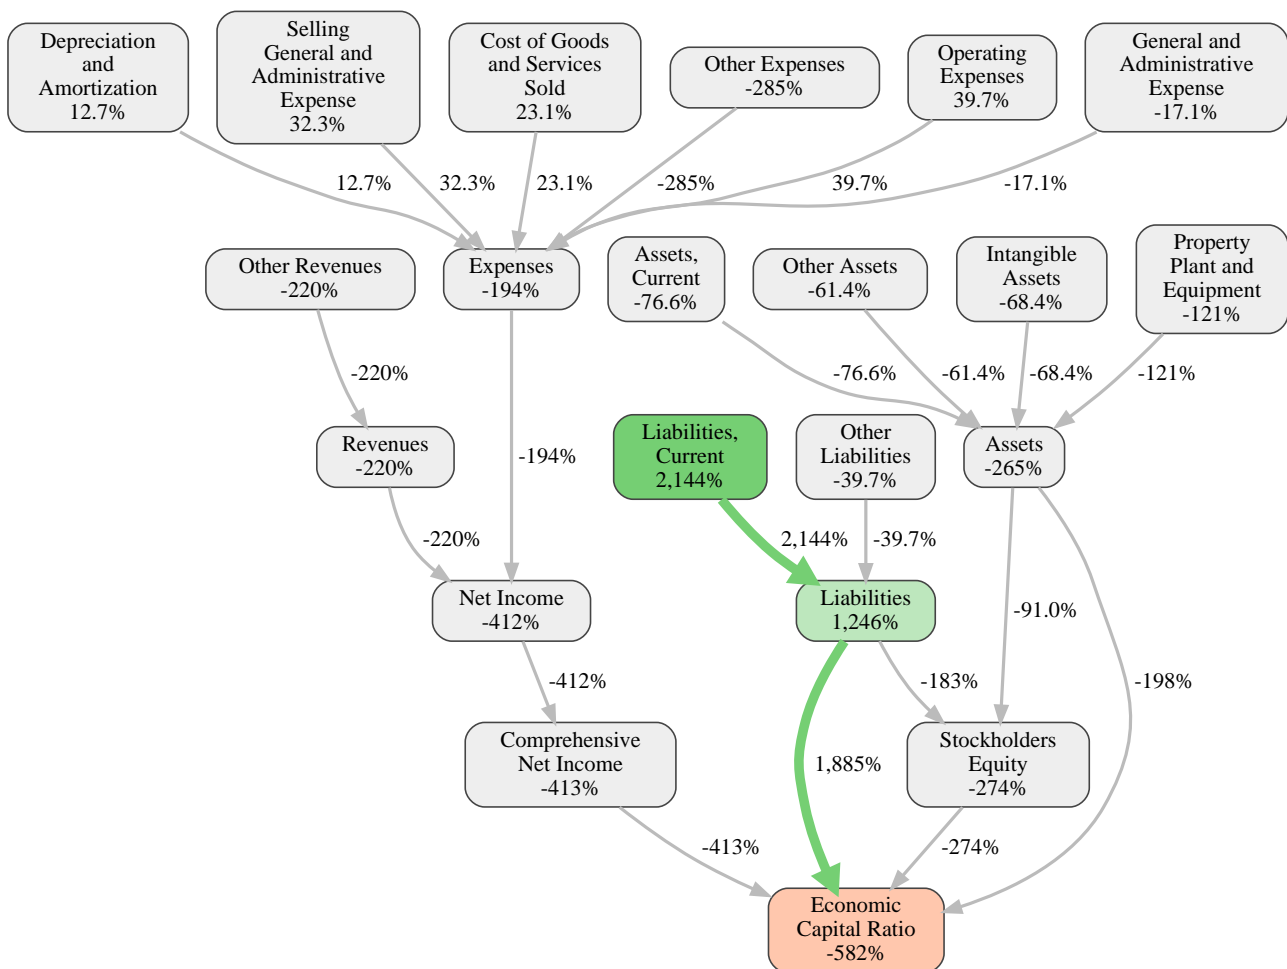 Depreciation
and
Amortization
12.7%
Selling
General and
Administrative
Expense
32.3%
Cost of Goods
and Services
Sold
23.1%
Other Expenses
-285%
Operating
Expenses
39.7%
General and
Administrative
Expense
-17.1%
12.7%
32.3%
23.1%
-285%
39.7%
-17.1%
Other Revenues
-220%
Expenses
-194%
Assets,
Current
-76.6%
Other Assets
-61.4%
Intangible
Assets
-68.4%
Property
Plant and
Equipment
-121%
-220%
-76.6%
-61.4%
-68.4%
-121%
Revenues
-220%
-194%
Liabilities,
Current
2,144%
Other
Liabilities
-39.7%
Assets
-265%
-220%
2,144%
-39.7%
Net Income
-412%
Liabilities
1,246%
-91.0%
-412%
-183%
-198%
Comprehensive
Net Income
-413%
1,885%
Stockholders
Equity
-274%
-413%
-274%
Economic
Capital Ratio
-582%